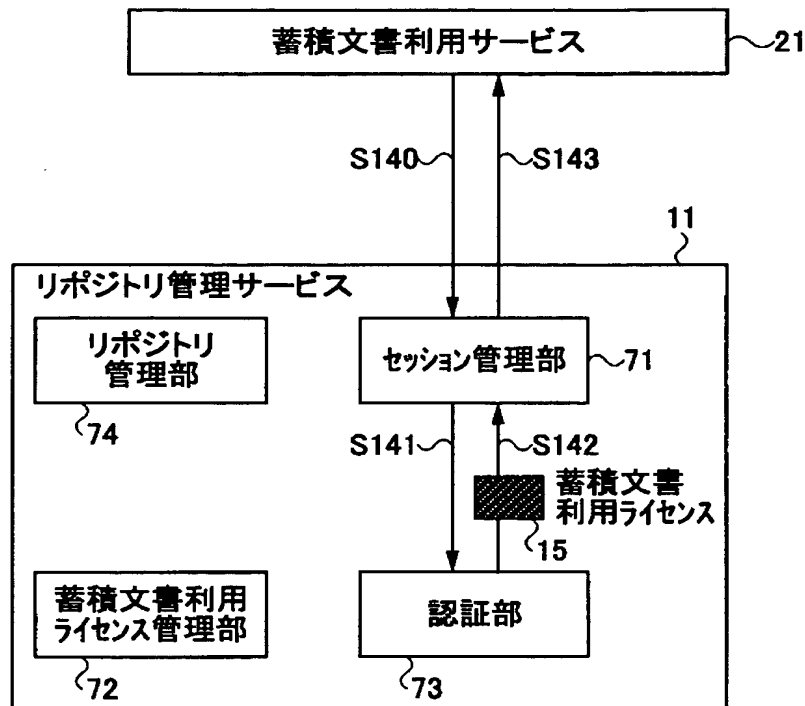 蓄積文書利用サービス
21
S140
S143
11
リポジトリ管理サービス
リポジトリ
管理部
74
セッション管理部
71
S141
S142
蓄積文書
利用ライセンス
15
蓄積文書利用
ライセンス管理部
72
認証部
73